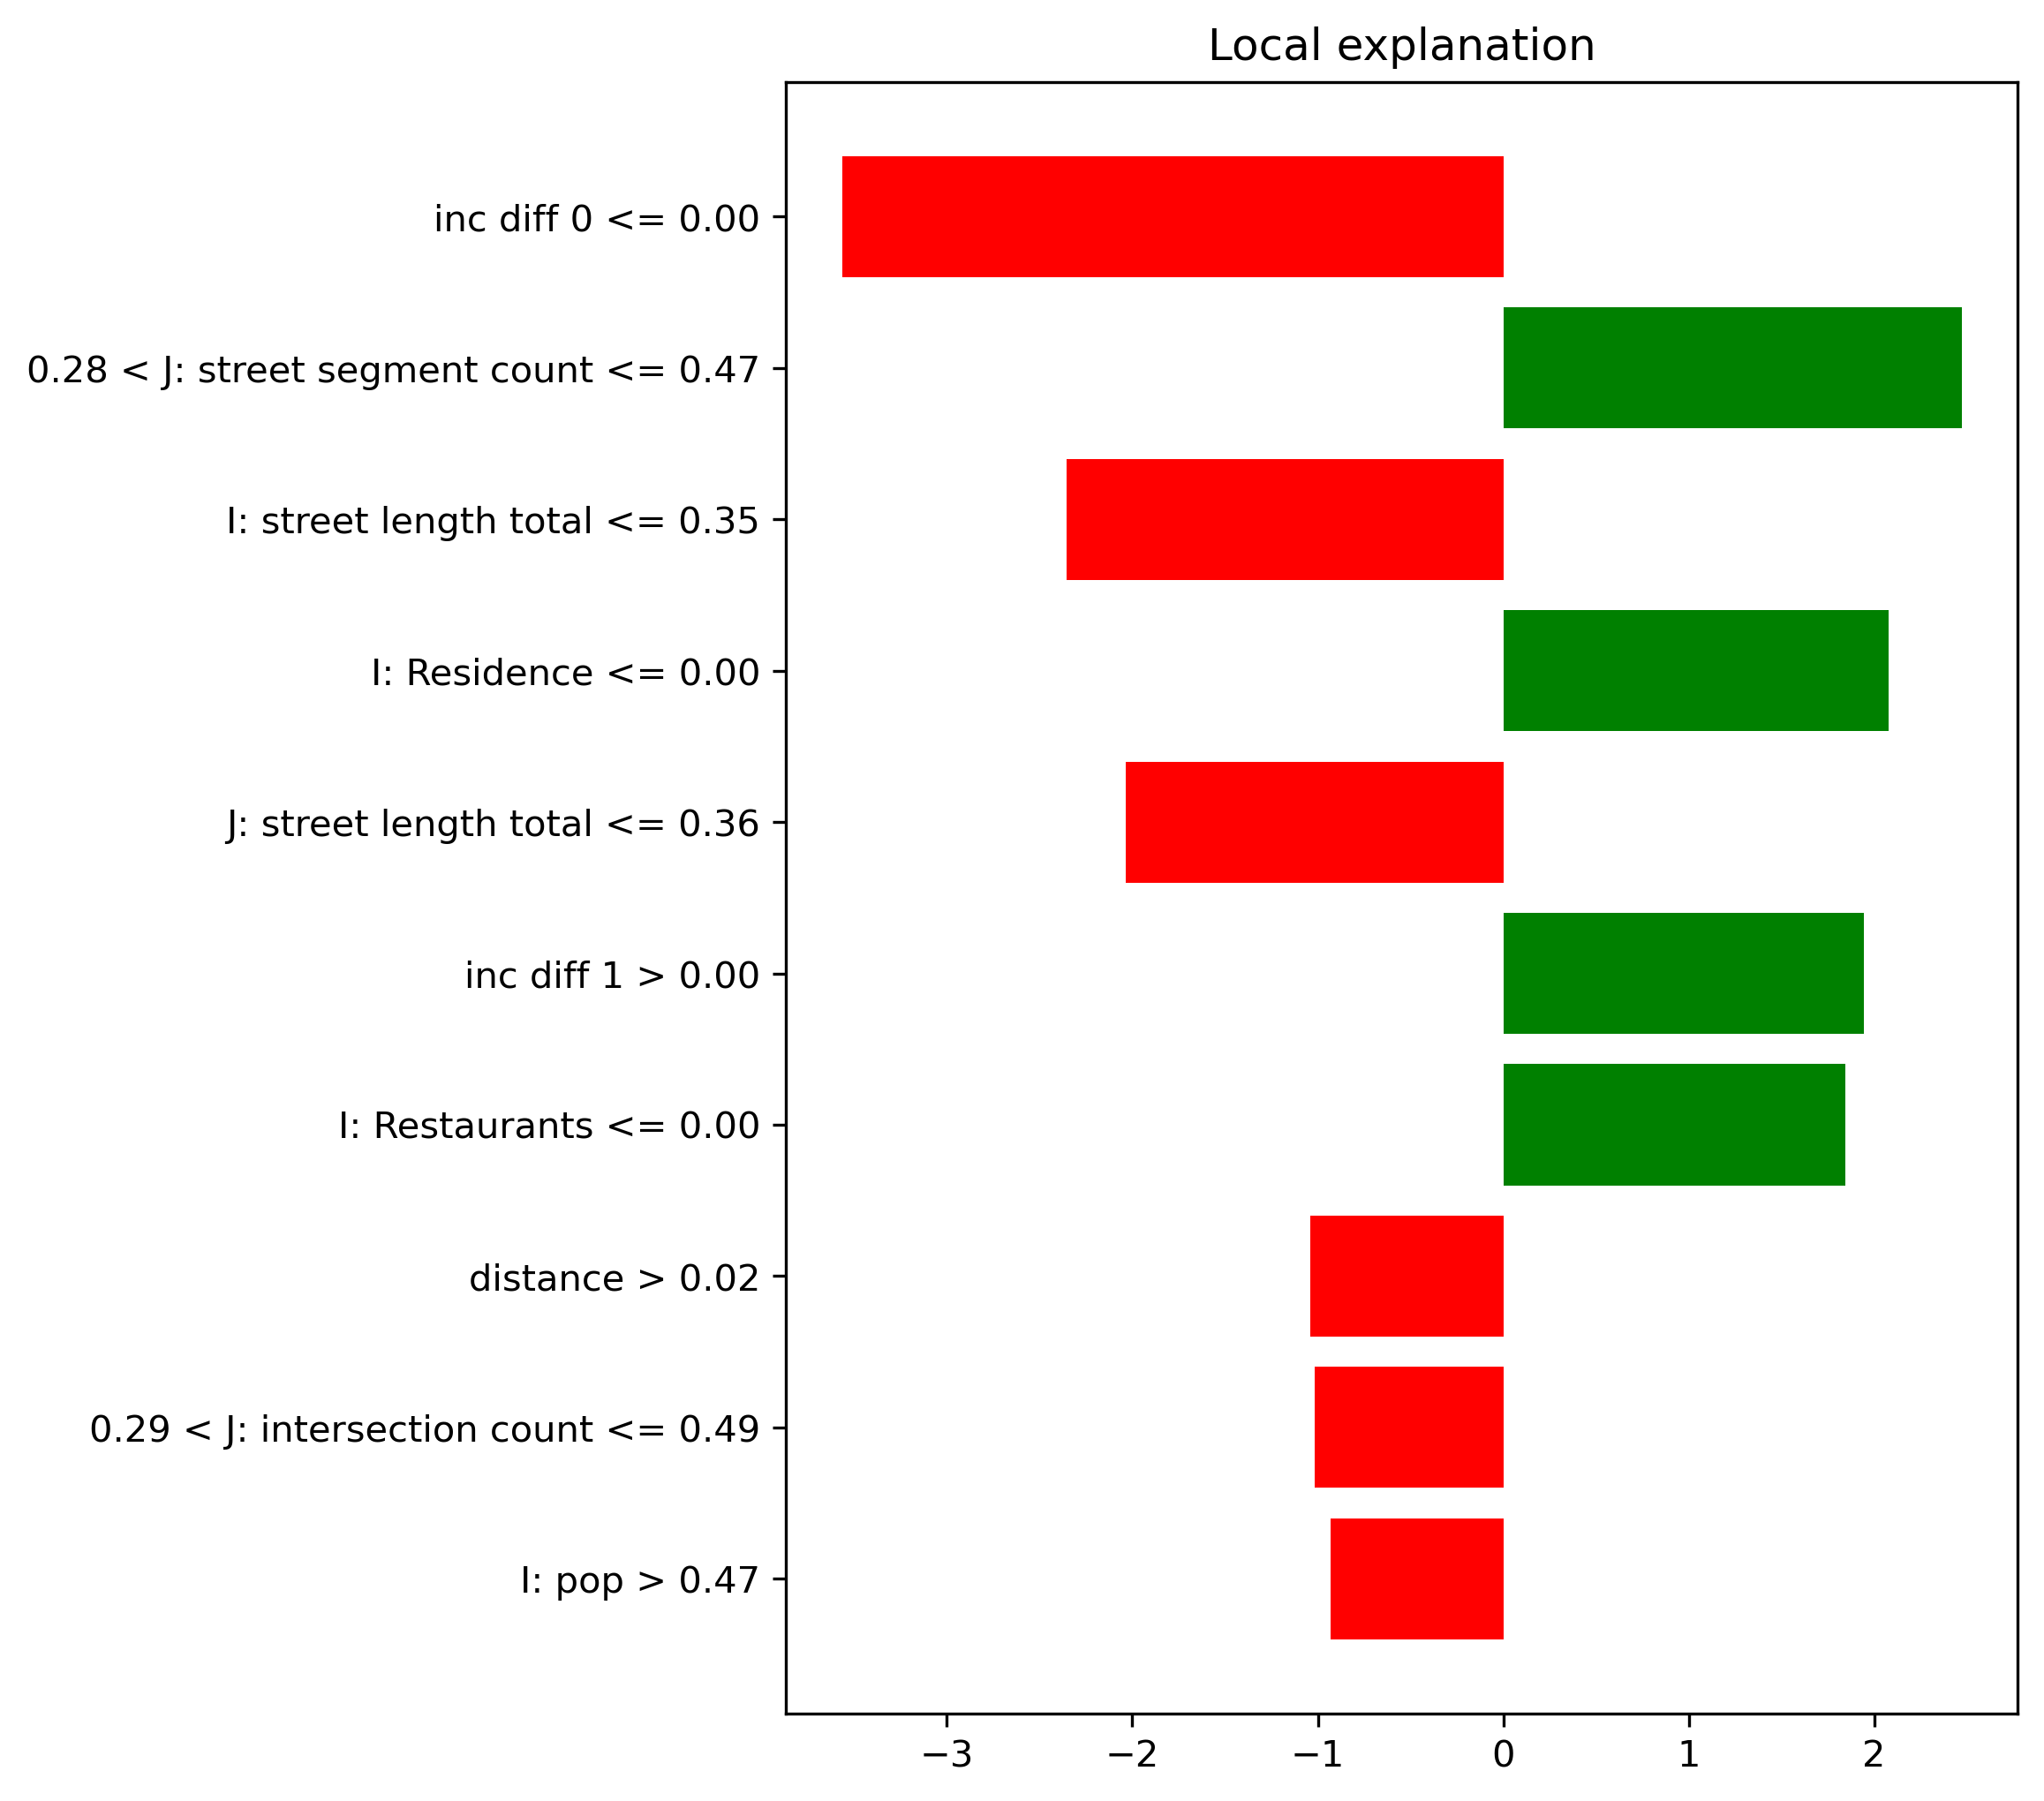 Local explanation
inc diff 0 <= 0.00
0.28 < J: street segment count <= 0.47
I: street length total <= 0.35
I: Residence <= 0.00
J: street length total <= 0.36
inc diff 1 > 0.00
I: Restaurants <= 0.00
distance > 0.02
0.29 < J: intersection count <= 0.49
I: pop > 0.47
−3 −2 −1 0 1 2